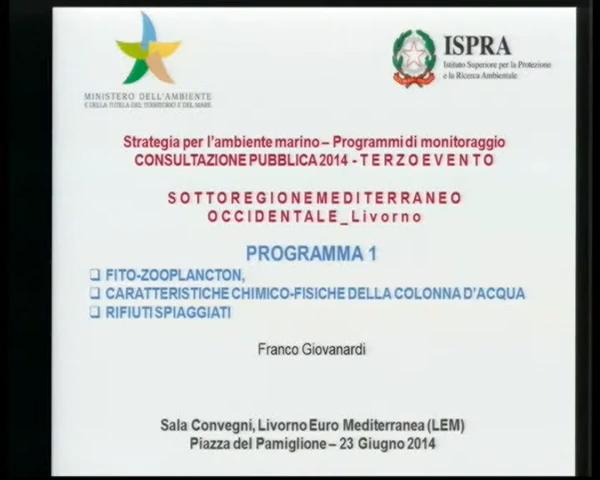 MINISTERO DELL'AMBIENTE
E DELLA TUTELA DEL TERRITORIO E DEL MARE
ISPRA
Istituto Superiore per la Protezione
e la Ricerca Ambientale
Strategia per l'ambiente marino – Programmi di monitoraggio
CONSULTAZIONE PUBBLICA 2014 - T E R Z O E V E N T O
S O T T O R E G I O N E M E D I T E R R A N E O
O C C I D E N T A L E _ L i v o r n o
PROGRAMMA 1
❑ FITO-ZOOPLANCTON,
❑ CARATTERISTICHE CHIMICO-FISICHE DELLA COLONNA D'ACQUA
❑ RIFIUTI SPIAGGIATI
Franco Giovanardi
Sala Convegni, Livorno Euro Mediterranea (LEM)
Piazza del Pamiglione – 23 Giugno 2014